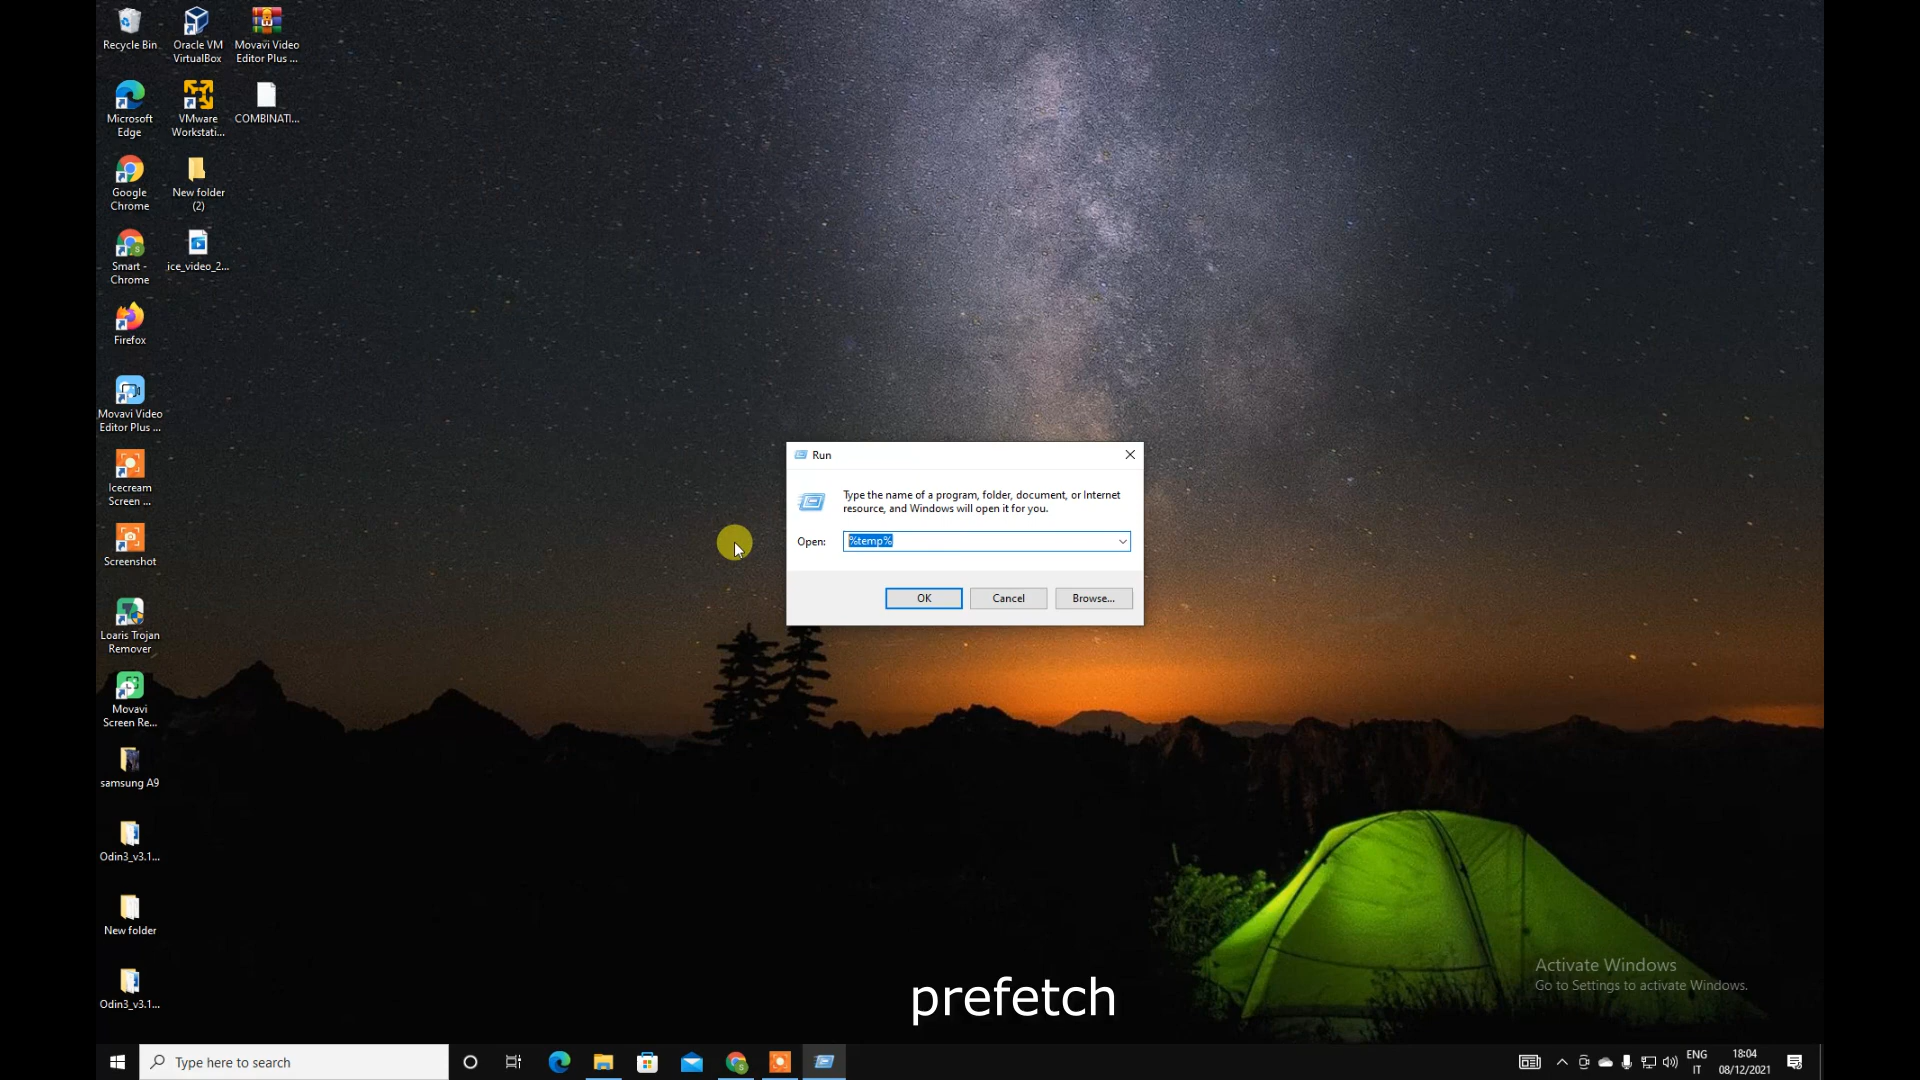 Recycle Bin
Oracle VM
VirtualBox
Movavi Video
Editor Plus ...
Microsoft
Edge
VMware
Workstati...
COMBINATI...
Google
Chrome
New folder
(2)
Smart -
Chrome
ice_video_2...
Firefox
Movavi Video
Editor Plus ...
Icecream
Screen ...
Screenshot
Loaris Trojan
Remover
Movavi
Screen Re...
samsung A9
Odin3_v3.1...
New folder
Odin3_v3.1...
Run
Type the name of a program, folder, document, or Internet
resource, and Windows will open it for you.
Open: %temp%
OK Cancel Browse...
Activate Windows
Go to Settings to activate Windows.
prefetch
Type here to search
ENG
IT
18:04
08/12/2021